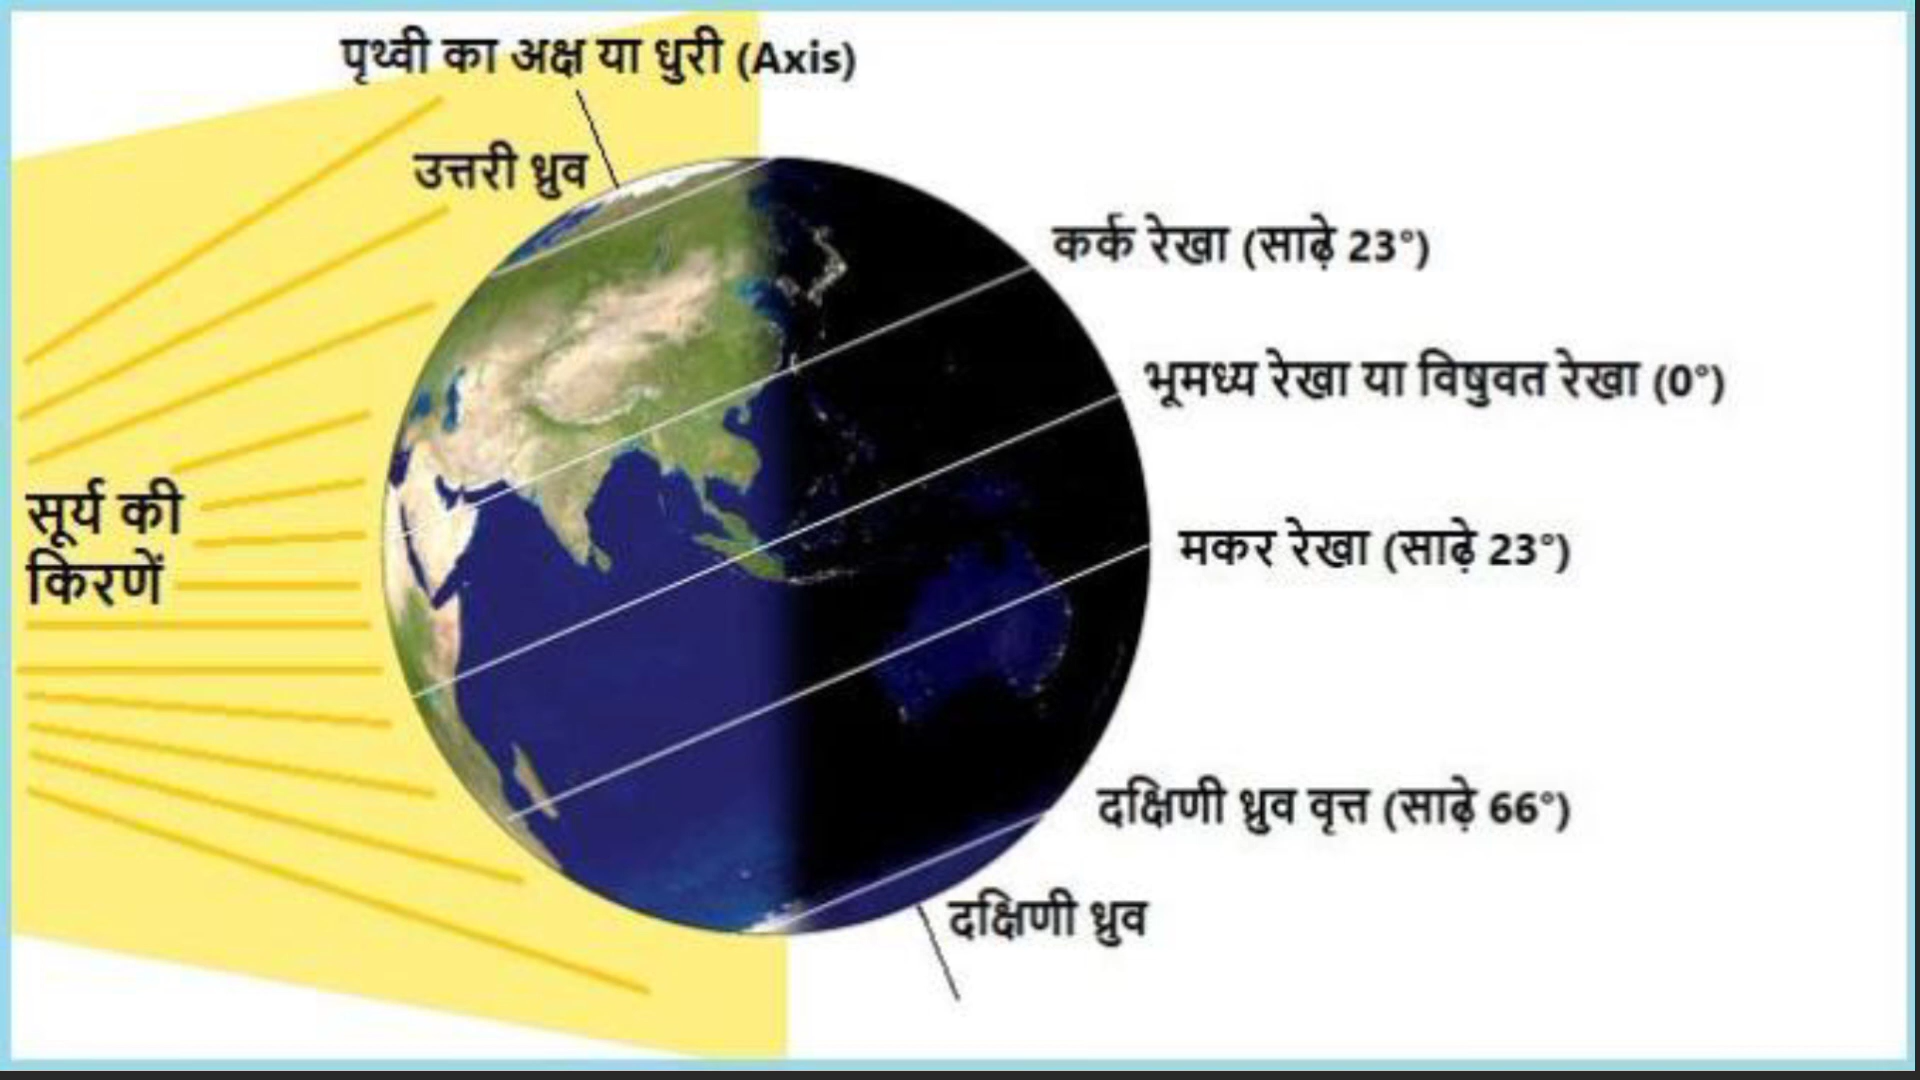 पृथ्वी का अक्ष या धुरी (Axis)
उत्तरी ध्रुव
कर्क रेखा (साढ़े 23°)
भूमध्य रेखा या विषुवत रेखा (0°)
सूर्य की
किरणें
मकर रेखा (साढ़े 23°)
दक्षिणी ध्रुव वृत्त (साढ़े 66°)
दक्षिणी ध्रुव